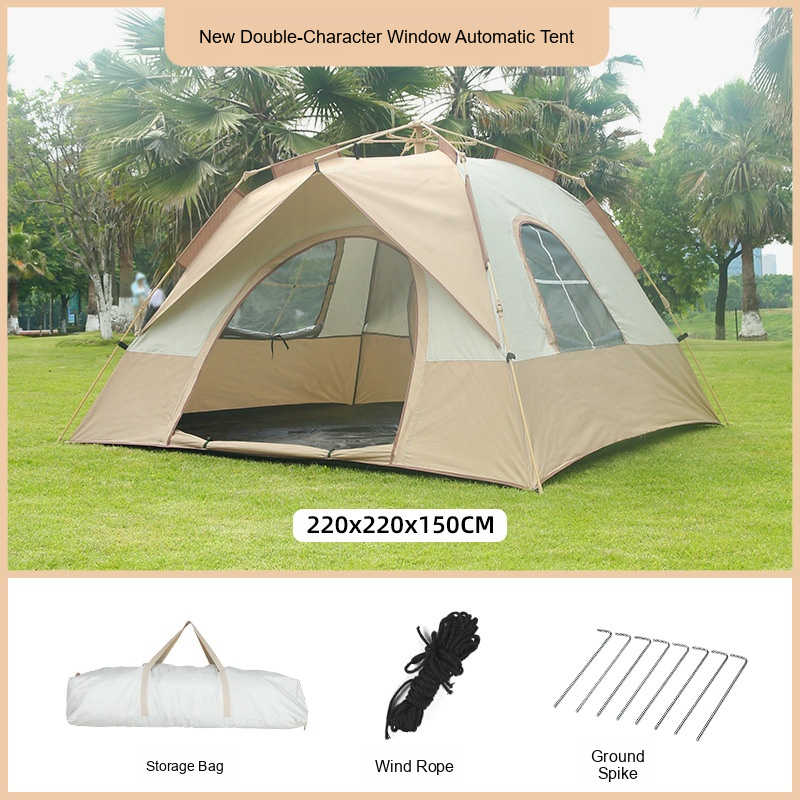 New Double-Character Window Automatic Tent
220x220x150CM
Storage Bag
Wind Rope
Ground
Spike